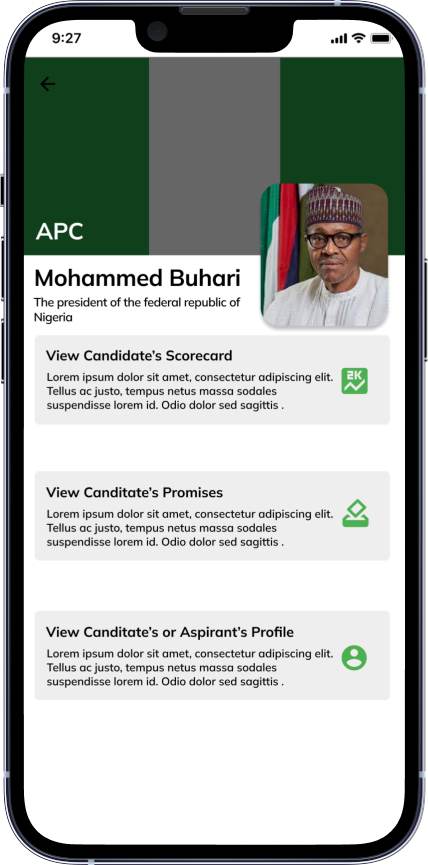 9:27
APC
Mohammed Buhari
The president of the federal republic of
Nigeria
View Candidate's Scorecard
Lorem ipsum dolor sit amet, consectetur adipiscing elit.
Tellus ac justo, tempus netus massa sodales
suspendisse lorem id. Odio dolor sed sagittis .
2K
View Canditate's Promises
Lorem ipsum dolor sit amet, consectetur adipiscing elit.
Tellus ac justo, tempus netus massa sodales
suspendisse lorem id. Odio dolor sed sagittis .
View Canditate's or Aspirant's Profile
Lorem ipsum dolor sit amet, consectetur adipiscing elit.
Tellus ac justo, tempus netus massa sodales
suspendisse lorem id. Odio dolor sed sagittis .